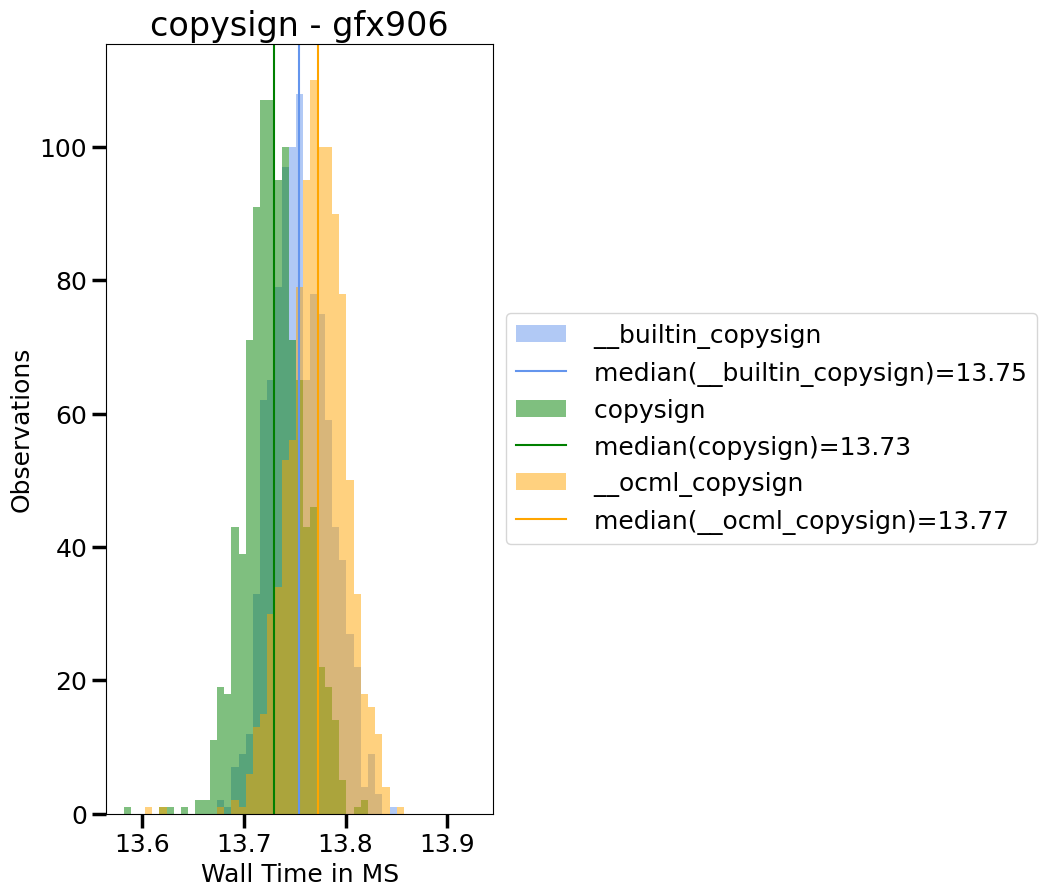 copysign - gfx906
100
80
60
40
20
0
Observations
13.6 13.7 13.8 13.9
Wall Time in MS
__builtin_copysign
median(__builtin_copysign)=13.75
copysign
median(copysign)=13.73
__ocml_copysign
median(__ocml_copysign)=13.77